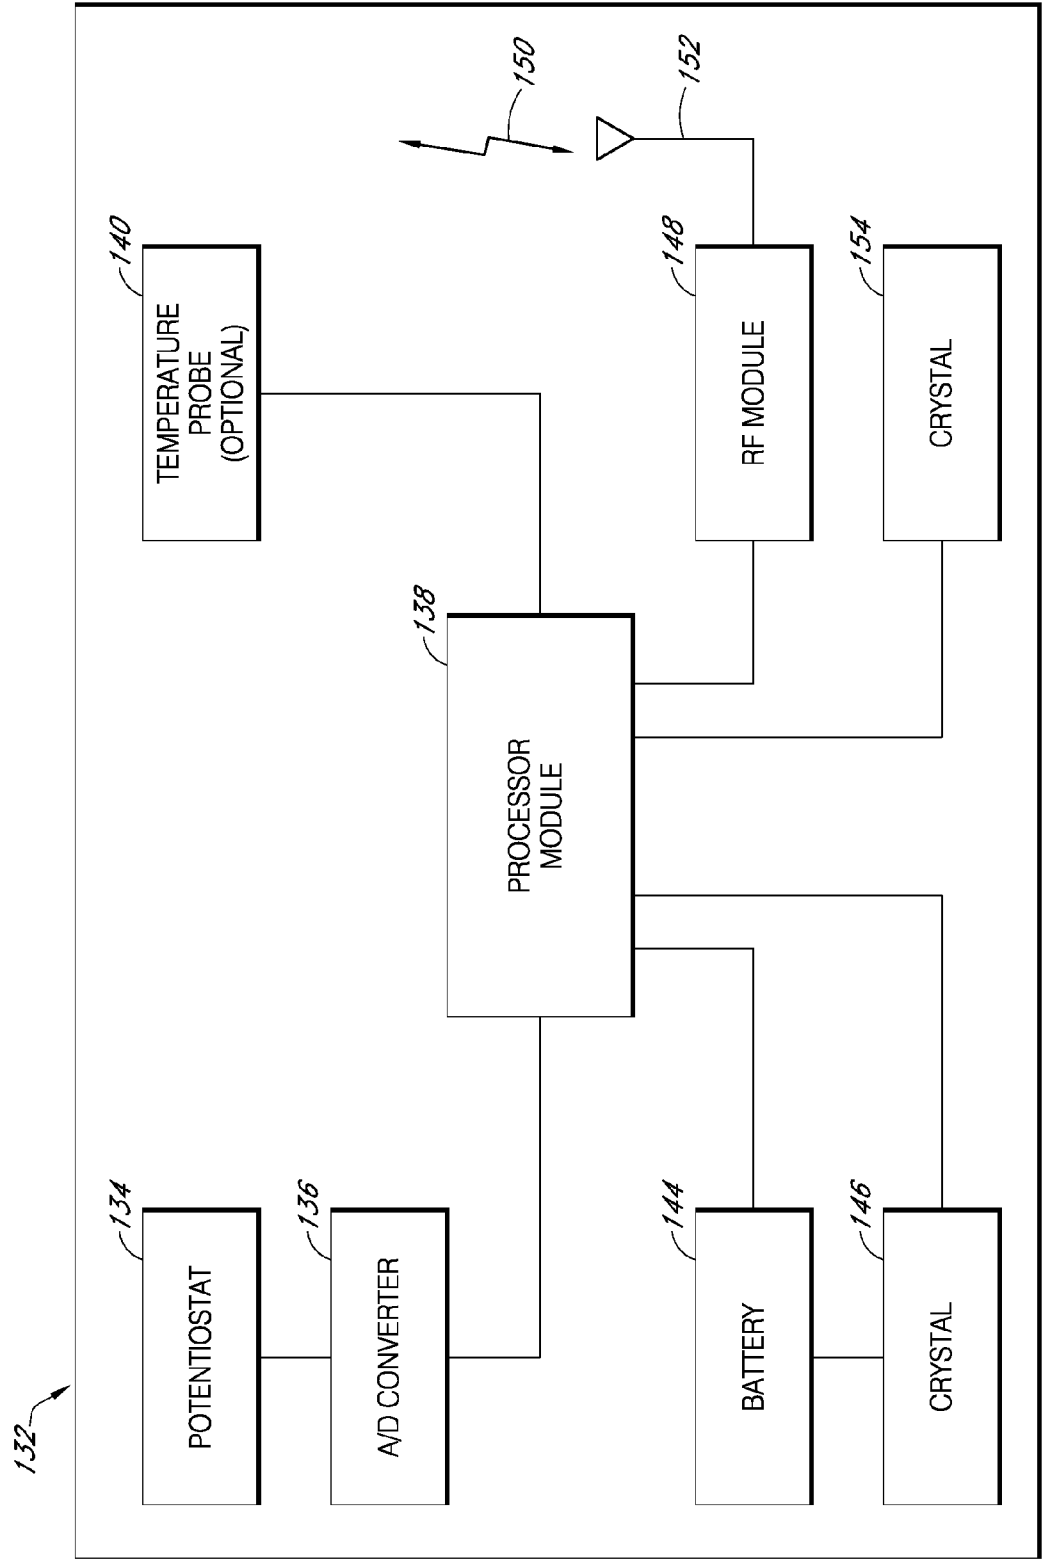 132
134
POTENTIOSTAT
136
A/D CONVERTER
138
PROCESSOR
MODULE
140
TEMPERATURE
PROBE
(OPTIONAL)
144
BATTERY
146
CRYSTAL
148
RF MODULE
150
152
154
CRYSTAL